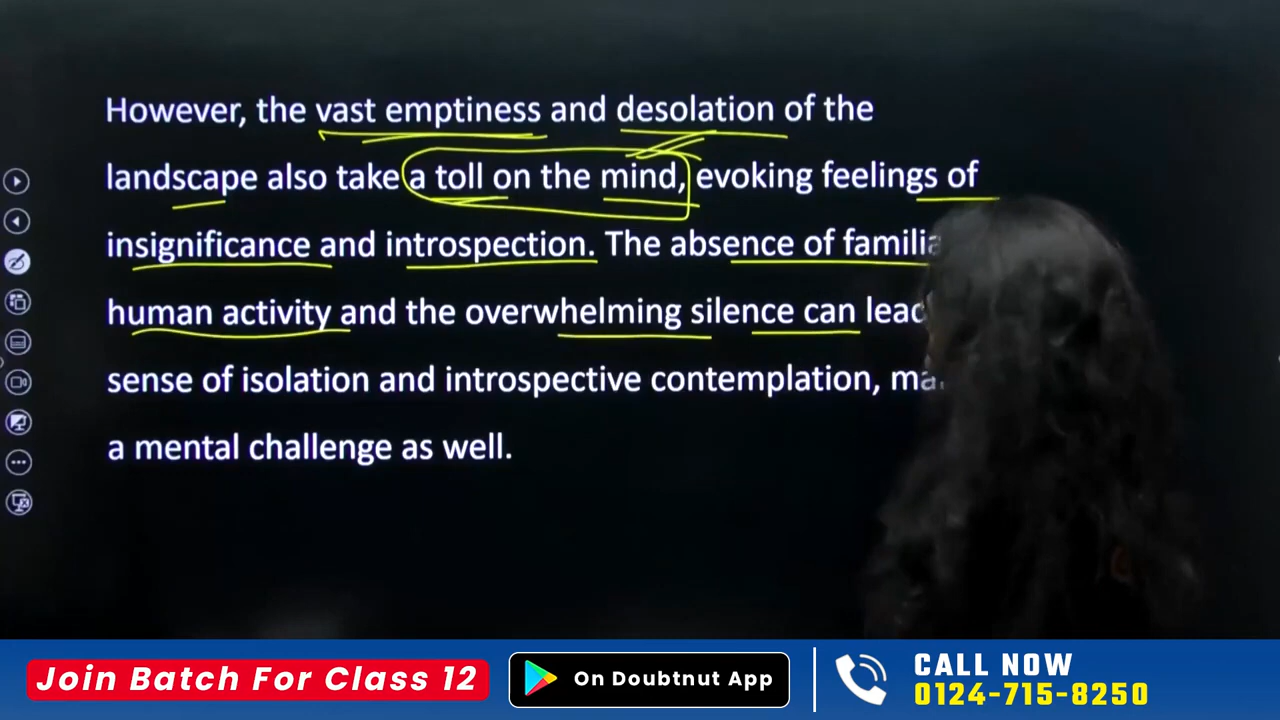 However, the vast emptiness and desolation of the
landscape also take a toll on the mind, evoking feelings of
insignificance and introspection. The absence of
human activity and the overwhelming silence can
sense of isolation and introspective contemplation,
a mental challenge as well.
Join Batch For Class 12
On Doubtnut App
CALL NOW
0124-715-8250